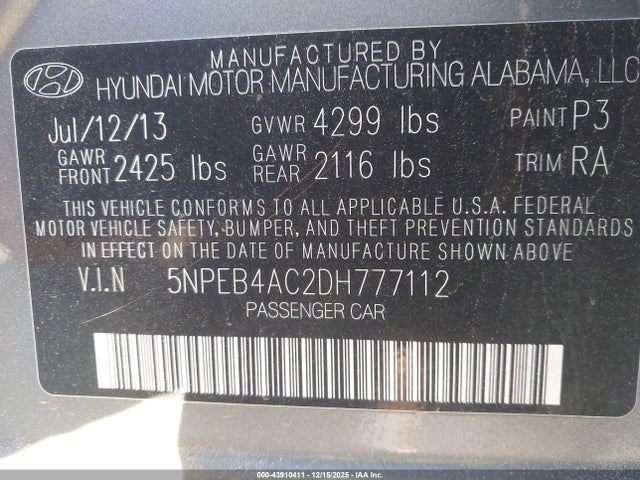 MANUFACTURED BY
HYUNDAI MOTOR MANUFACTURING ALABAMA, LLC
Jul/12/13 GVWR 4299 lbs PAINT P3
GAWR FRONT 2425 lbs GAWR REAR 2116 lbs TRIM RA
THIS VEHICLE CONFORMS TO ALL APPLICABLE U.S.A. FEDERAL
MOTOR VEHICLE SAFETY, BUMPER, AND THEFT PREVENTION STANDARDS
IN EFFECT ON THE DATE OF MANUFACTURE SHOWN ABOVE.
V.I.N 5NPEB4AC2DH777112
PASSENGER CAR
000-43910411 - 12/15/2025 - IAA Inc.